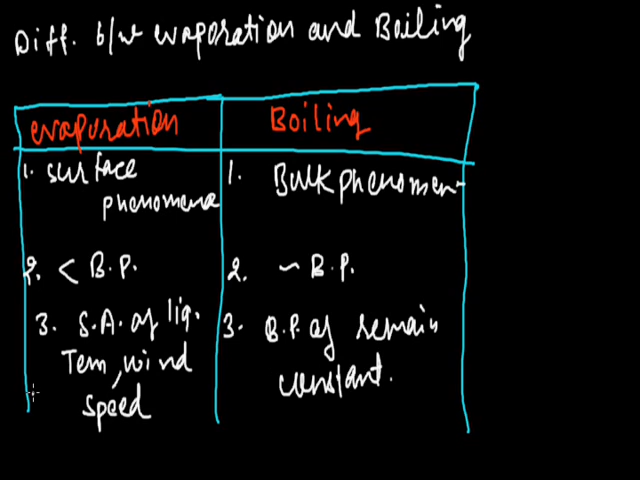 Diff. b/w evaporation and Boiling
evaporation
Boiling
1. surface
phenomena
1. Bulk phenomen
2. < B.P.
2. ~ B.P.
3. S.A. of liq.
Tem, wind
speed
3. B.P. of remain
constant.